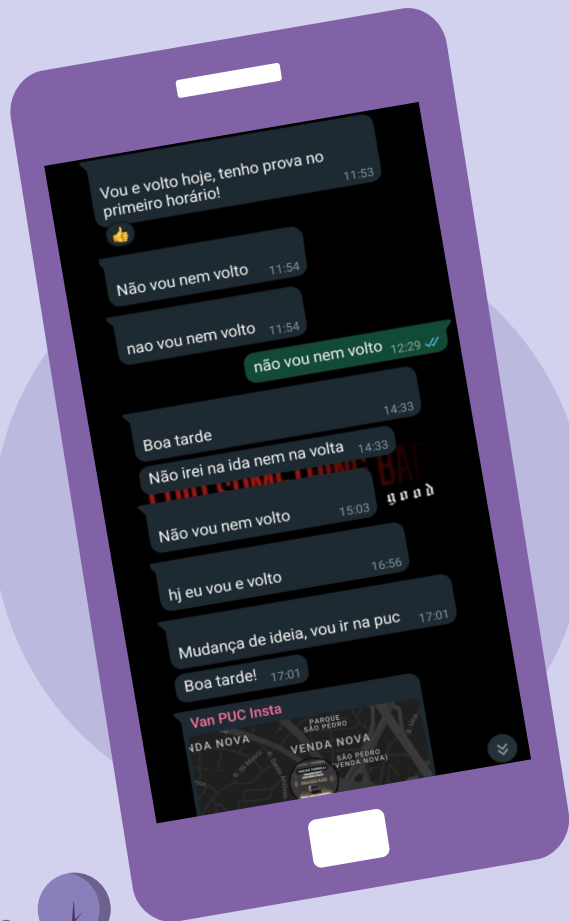 Vou e volto hoje, tenho prova no
primeiro horário!
11:53
Não vou nem volto 11:54
nao vou nem volto 11:54
não vou nem volto 12:29
Boa tarde
14:33
Não irei na ida nem na volta 14:33
good
Não vou nem volto 15:03
hj eu vou e volto 16:56
Mudança de ideia, vou ir na puc 17:01
Boa tarde! 17:01
Van PUC Insta
PARQUE
SÃO PEDRO
NDA NOVA
VENDA NOVA
SÃO PEDRO
(VENDA NOVA)